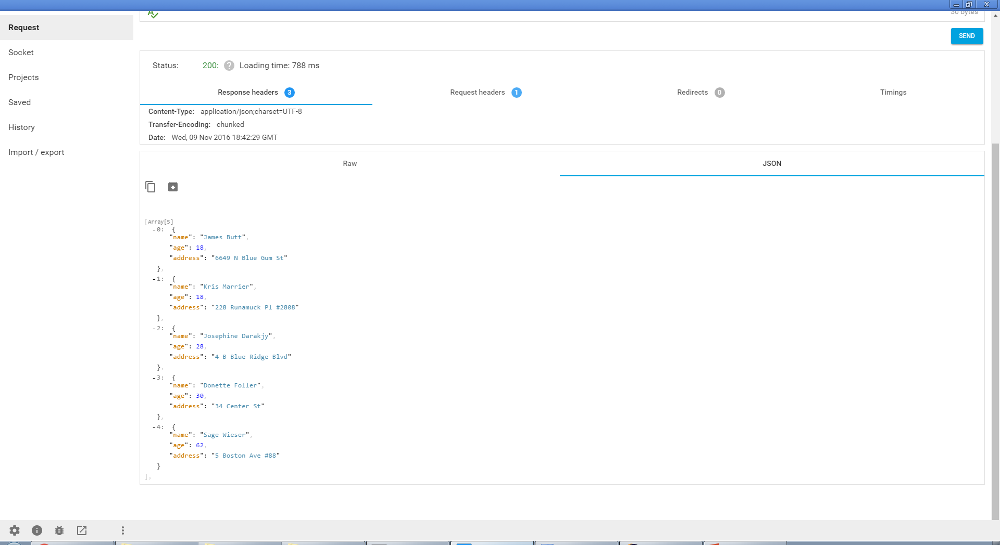 30 bytes
Request
SEND
Socket
Status: 200: ? Loading time: 788 ms
Projects
Response headers 3 Request headers 1 Redirects 0 Timings
Saved
Content-Type: application/json;charset=UTF-8
Transfer-Encoding: chunked
History
Date: Wed, 09 Nov 2016 18:42:29 GMT
Import / export
Raw JSON
[Array[5]
-0: {
"name": "James Butt",
"age": 18,
"address": "6649 N Blue Gum St"
},
-1: {
"name": "Kris Marrier",
"age": 18,
"address": "228 Runamuck Pl #2808"
},
-2: {
"name": "Josephine Darakjy",
"age": 28,
"address": "4 B Blue Ridge Blvd"
},
-3: {
"name": "Donette Foller",
"age": 30,
"address": "34 Center St"
},
-4: {
"name": "Sage Wieser",
"age": 62,
"address": "5 Boston Ave #88"
}
],